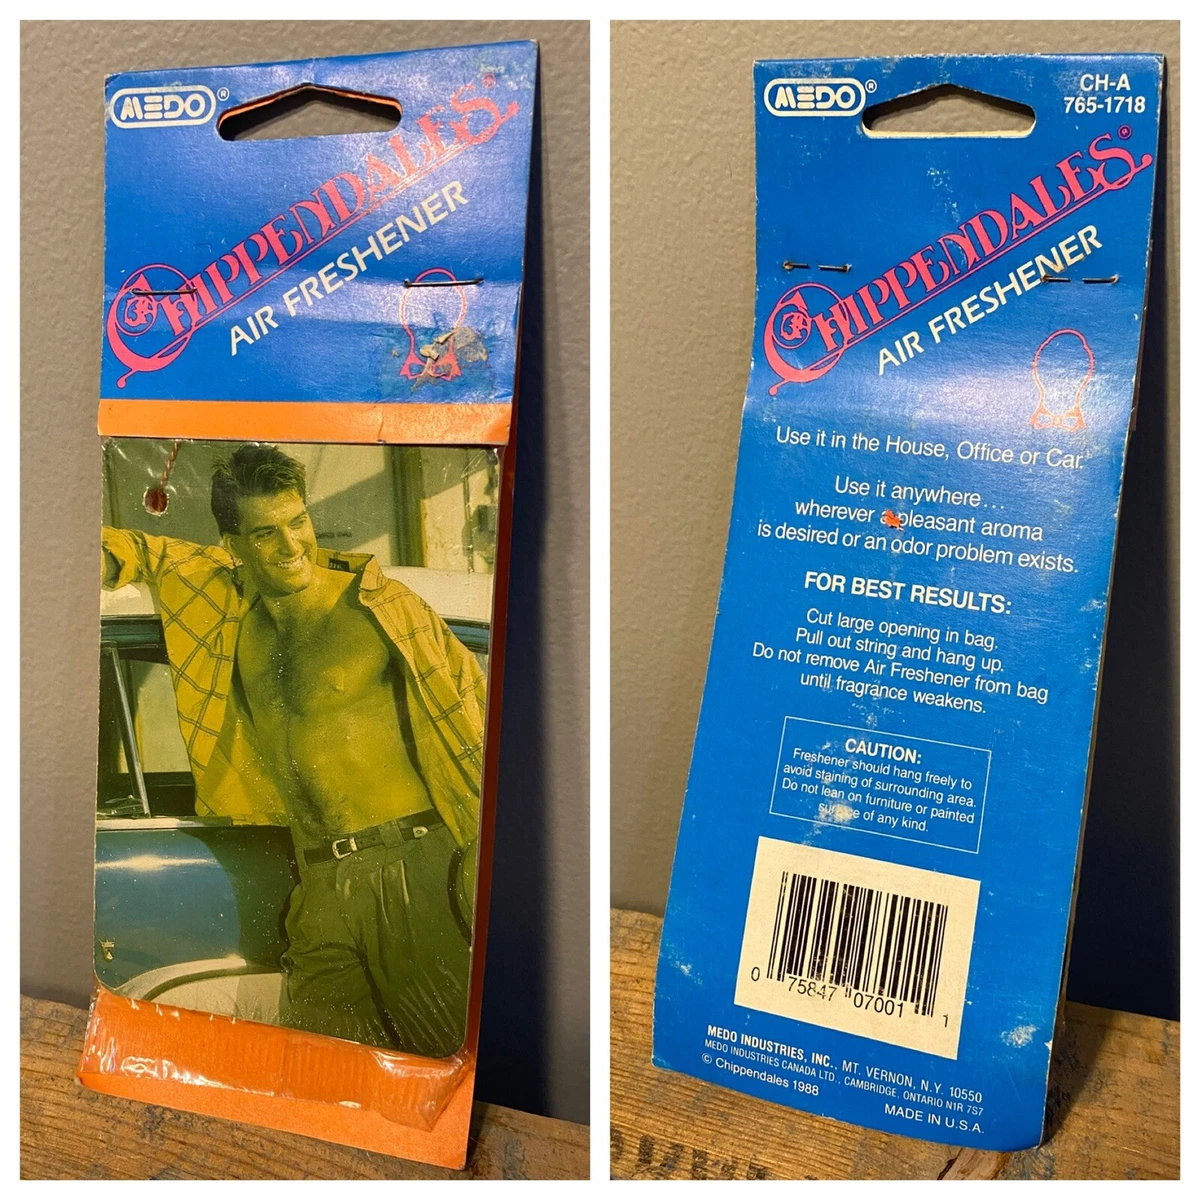 MEDO®
CHIPPENDALES®
AIR FRESHENER
MEDO®
CH-A
765-1718
CHIPPENDALES®
AIR FRESHENER
Use it in the House, Office or Car.
Use it anywhere...
wherever a pleasant aroma
is desired or an odor problem exists.
FOR BEST RESULTS:
Cut large opening in bag.
Pull out string and hang up.
Do not remove Air Freshener from bag
until fragrance weakens.
CAUTION:
Freshener should hang freely to
avoid staining of surrounding area.
Do not lean on furniture or painted
surface of any kind.
0 75847 07001 1
MEDO INDUSTRIES, INC., MT. VERNON, N.Y. 10550
MEDO INDUSTRIES CANADA LTD., CAMBRIDGE, ONTARIO N1R 7S7
© Chippendales 1988
MADE IN U.S.A.